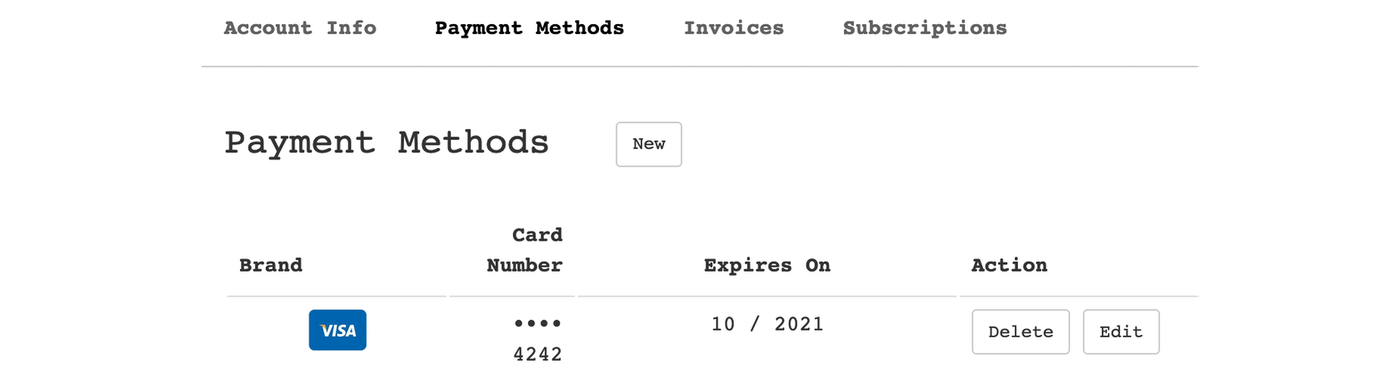 Account Info Payment Methods Invoices Subscriptions
Payment Methods New
Brand Card Number Expires On Action
VISA •••• 4242 10 / 2021 Delete Edit